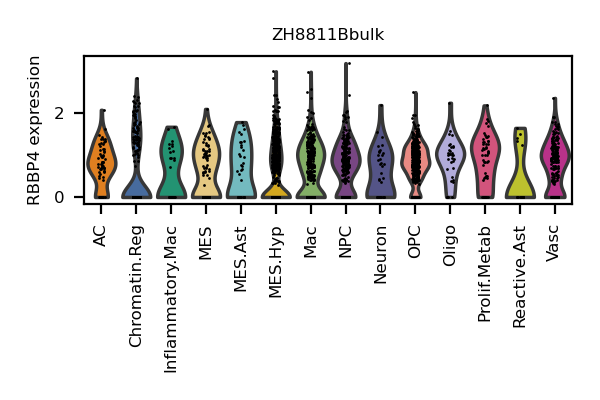 ZH8811Bbulk
RBBP4 expression
2
0
AC
Chromatin.Reg
Inflammatory.Mac
MES
MES.Ast
MES.Hyp
Mac
NPC
Neuron
OPC
Oligo
Prolif.Metab
Reactive.Ast
Vasc